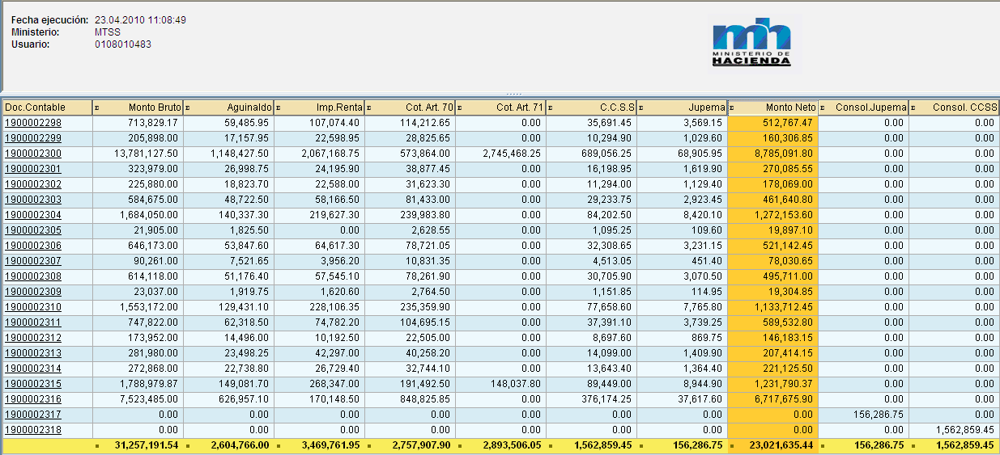 Fecha ejecución: 23.04.2010 11:08:49
Ministerio: MTSS
Usuario: 0108010483
mh
MINISTERIO DE
HACIENDA
Doc.Contable Σ Monto Bruto Σ Aguinaldo Σ Imp.Renta Σ Cot. Art. 70 Σ Cot. Art. 71 Σ C.C.S.S Σ Jupema Σ Monto Neto Σ Consol.Jupema Σ Consol. CCSS
1900002298 713,829.17 59,485.95 107,074.40 114,212.65 0.00 35,691.45 3,569.15 512,767.47 0.00 0.00
1900002299 205,898.00 17,157.95 22,598.95 28,825.65 0.00 10,294.90 1,029.60 160,306.85 0.00 0.00
1900002300 13,781,127.50 1,148,427.50 2,067,168.75 573,864.00 2,745,468.25 689,056.25 68,905.95 8,785,091.80 0.00 0.00
1900002301 323,979.00 26,998.75 24,195.90 38,877.45 0.00 16,198.95 1,619.90 270,085.55 0.00 0.00
1900002302 225,880.00 18,823.70 22,588.00 31,623.30 0.00 11,294.00 1,129.40 178,069.00 0.00 0.00
1900002303 584,675.00 48,722.50 58,166.50 81,433.00 0.00 29,233.75 2,923.45 461,640.80 0.00 0.00
1900002304 1,684,050.00 140,337.30 219,627.30 239,983.80 0.00 84,202.50 8,420.10 1,272,153.60 0.00 0.00
1900002305 21,905.00 1,825.50 0.00 2,628.55 0.00 1,095.25 109.60 19,897.10 0.00 0.00
1900002306 646,173.00 53,847.60 64,617.30 78,721.05 0.00 32,308.65 3,231.15 521,142.45 0.00 0.00
1900002307 90,261.00 7,521.65 3,956.20 10,831.35 0.00 4,513.05 451.40 78,030.65 0.00 0.00
1900002308 614,118.00 51,176.40 57,545.10 78,261.90 0.00 30,705.90 3,070.50 495,711.00 0.00 0.00
1900002309 23,037.00 1,919.75 1,620.60 2,764.50 0.00 1,151.85 114.95 19,304.85 0.00 0.00
1900002310 1,553,172.00 129,431.10 228,106.35 235,359.90 0.00 77,658.60 7,765.80 1,133,712.45 0.00 0.00
1900002311 747,822.00 62,318.50 74,782.20 104,695.15 0.00 37,391.10 3,739.25 589,532.80 0.00 0.00
1900002312 173,952.00 14,496.00 10,192.50 22,505.00 0.00 8,697.60 869.75 146,183.15 0.00 0.00
1900002313 281,980.00 23,498.25 42,297.00 40,258.20 0.00 14,099.00 1,409.90 207,414.15 0.00 0.00
1900002314 272,868.00 22,738.80 26,729.40 32,744.10 0.00 13,643.40 1,364.40 221,125.50 0.00 0.00
1900002315 1,788,979.87 149,081.70 268,347.00 191,492.50 148,037.80 89,449.00 8,944.90 1,231,790.37 0.00 0.00
1900002316 7,523,485.00 626,957.10 170,148.50 848,825.85 0.00 376,174.25 37,617.60 6,717,675.90 0.00 0.00
1900002317 0.00 0.00 0.00 0.00 0.00 0.00 0.00 0.00 156,286.75 0.00
1900002318 0.00 0.00 0.00 0.00 0.00 0.00 0.00 0.00 0.00 1,562,859.45
31,257,191.54 2,604,766.00 3,469,761.95 2,757,907.90 2,893,506.05 1,562,859.45 156,286.75 23,021,635.44 156,286.75 1,562,859.45